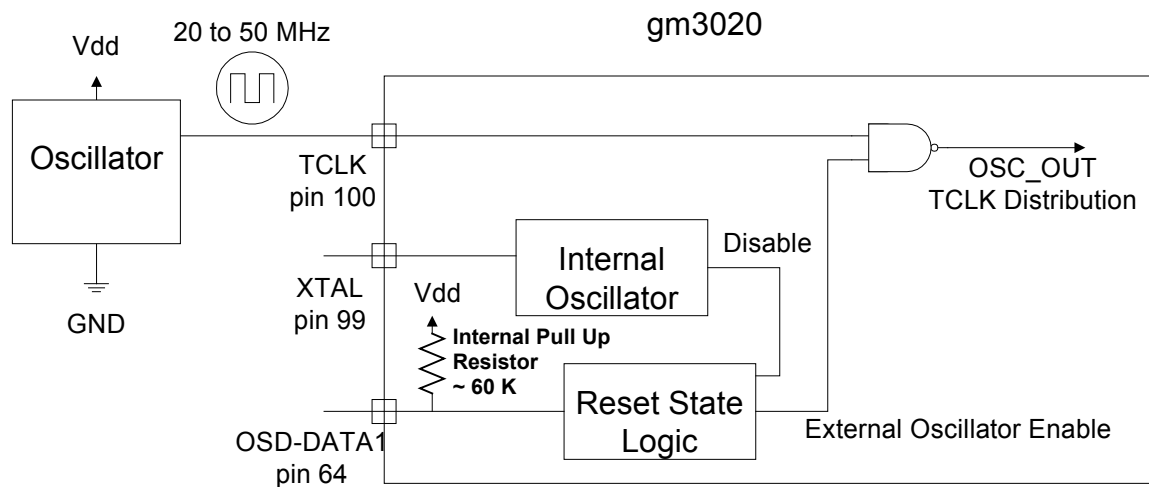 gm3020
20 to 50 MHz
Vdd
Oscillator
TCLK
pin 100
OSC_OUT
TCLK Distribution
GND
XTAL
pin 99
Internal
Oscillator
Disable
Vdd
Internal Pull Up
Resistor
~ 60 K
Reset State
Logic
OSD-DATA1
pin 64
External Oscillator Enable